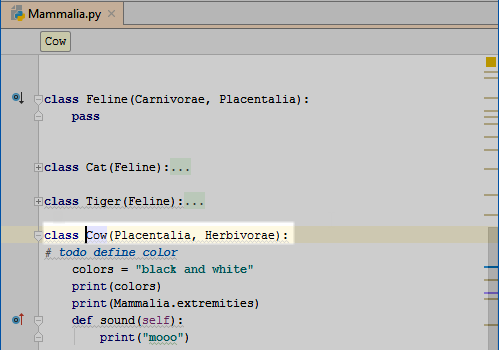 Mammalia.py
Cow
class Feline(Carnivorae, Placentalia):
    pass
class Cat(Feline):...
class Tiger(Feline):...
class Cow(Placentalia, Herbivorae):
# todo define color
    colors = "black and white"
    print(colors)
    print(Mammalia.extremities)
    def sound(self):
        print("mooo")